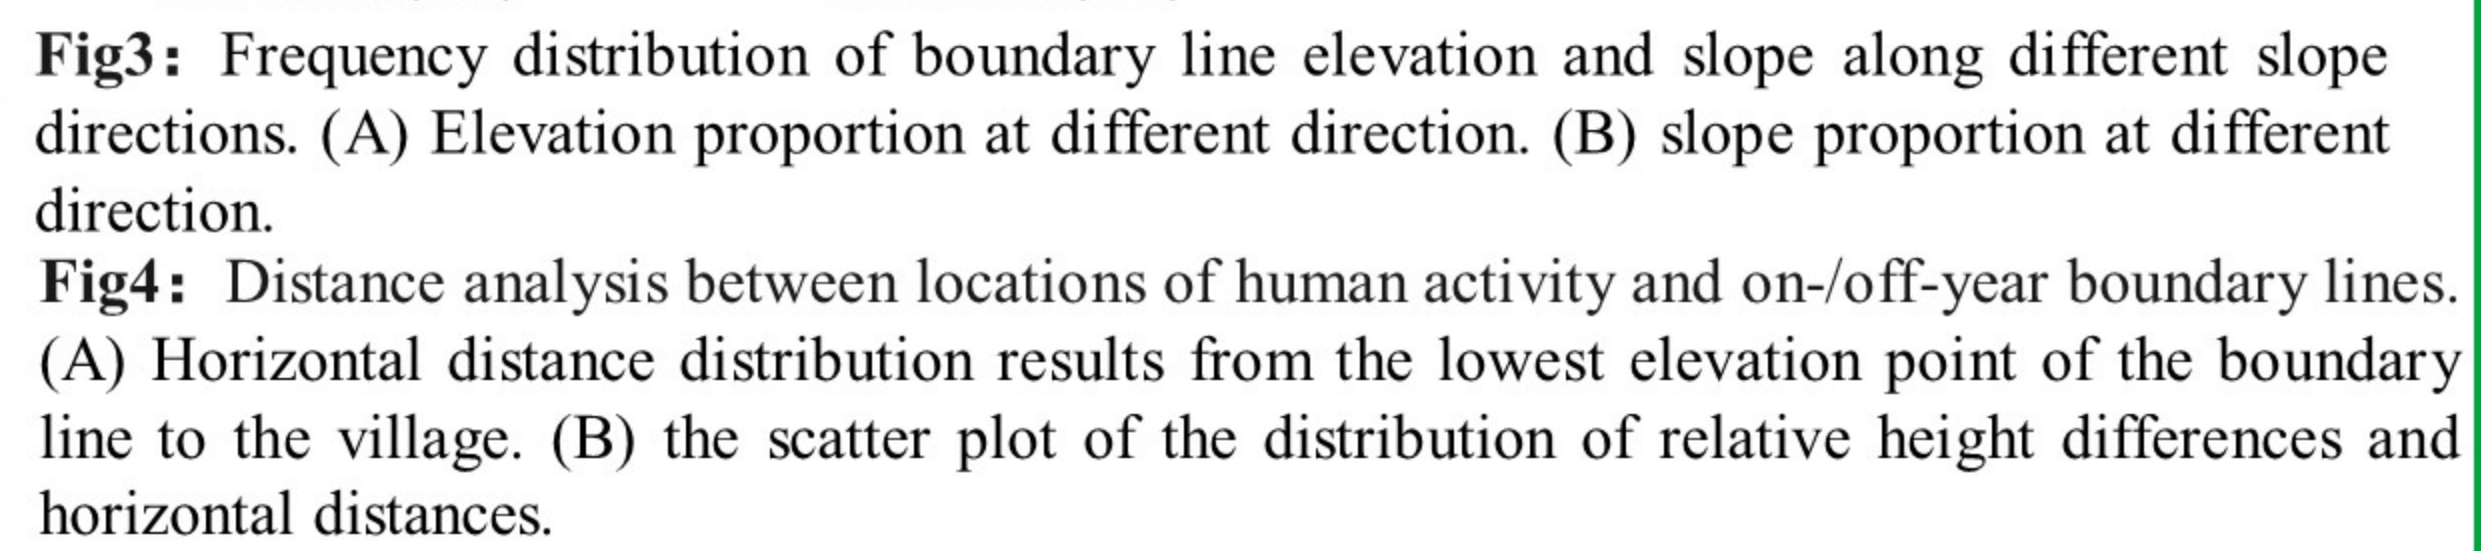 Fig3: Frequency distribution of boundary line elevation and slope along different slope
directions. (A) Elevation proportion at different direction. (B) slope proportion at different
direction.
Fig4: Distance analysis between locations of human activity and on-/off-year boundary lines.
(A) Horizontal distance distribution results from the lowest elevation point of the boundary
line to the village. (B) the scatter plot of the distribution of relative height differences and
horizontal distances.